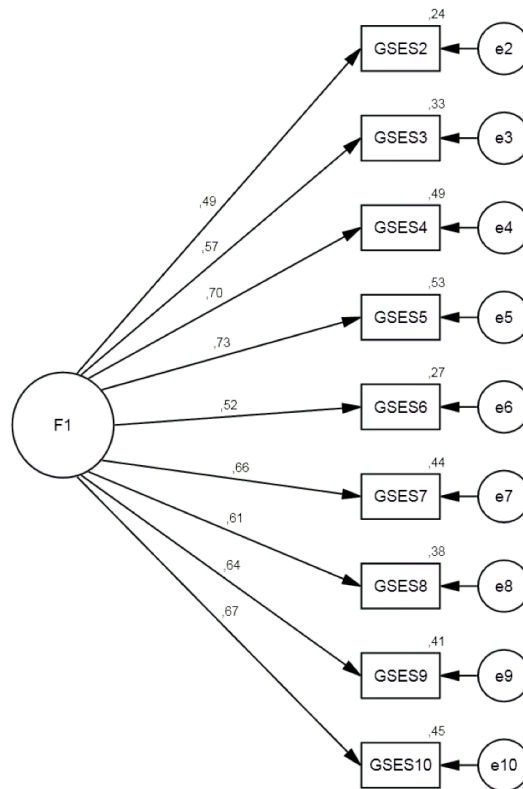 ,24
GSES2
e2
,33
GSES3
e3
,49
,49
GSES4
e4
,57
,70
,53
GSES5
e5
,73
,27
GSES6
e6
,52
F1
,44
GSES7
e7
,66
,61
,38
GSES8
e8
,64
,67
,41
GSES9
e9
,45
GSES10
e10